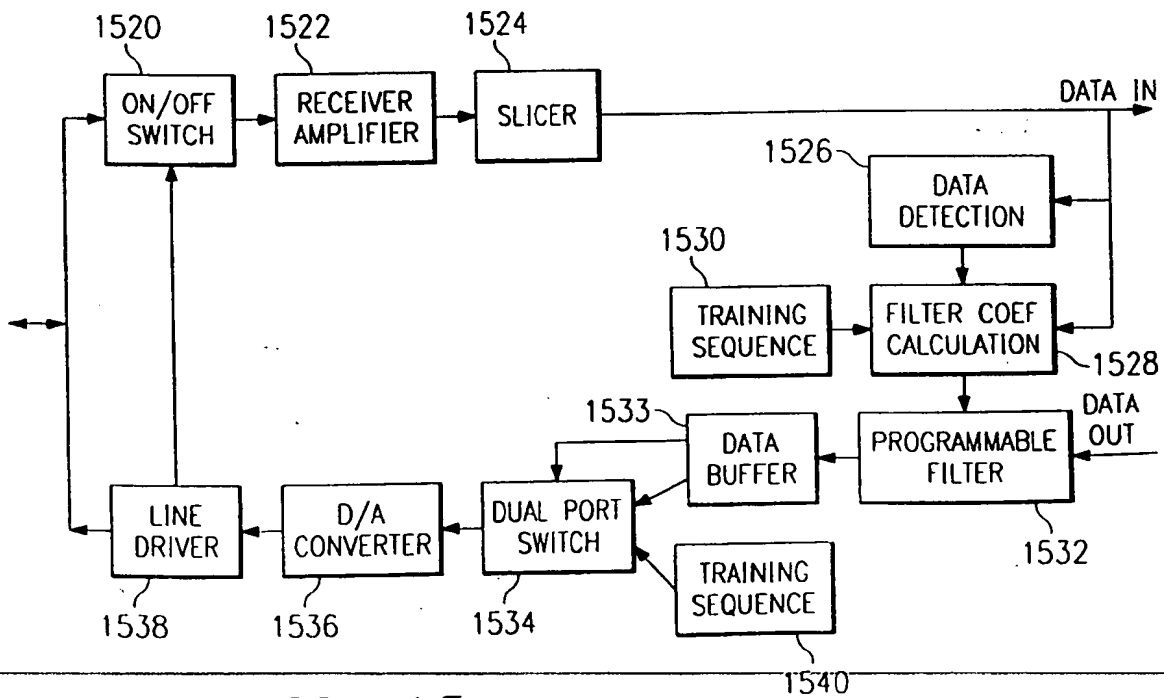 1520
1522
1524
ON/OFF
SWITCH
RECEIVER
AMPLIFIER
SLICER
DATA IN
1526
DATA
DETECTION
1530
TRAINING
SEQUENCE
FILTER COEF
CALCULATION
1528
1533
DATA
OUT
DATA
BUFFER
PROGRAMMABLE
FILTER
LINE
DRIVER
D/A
CONVERTER
DUAL PORT
SWITCH
1532
TRAINING
SEQUENCE
1538
1536
1534
1540